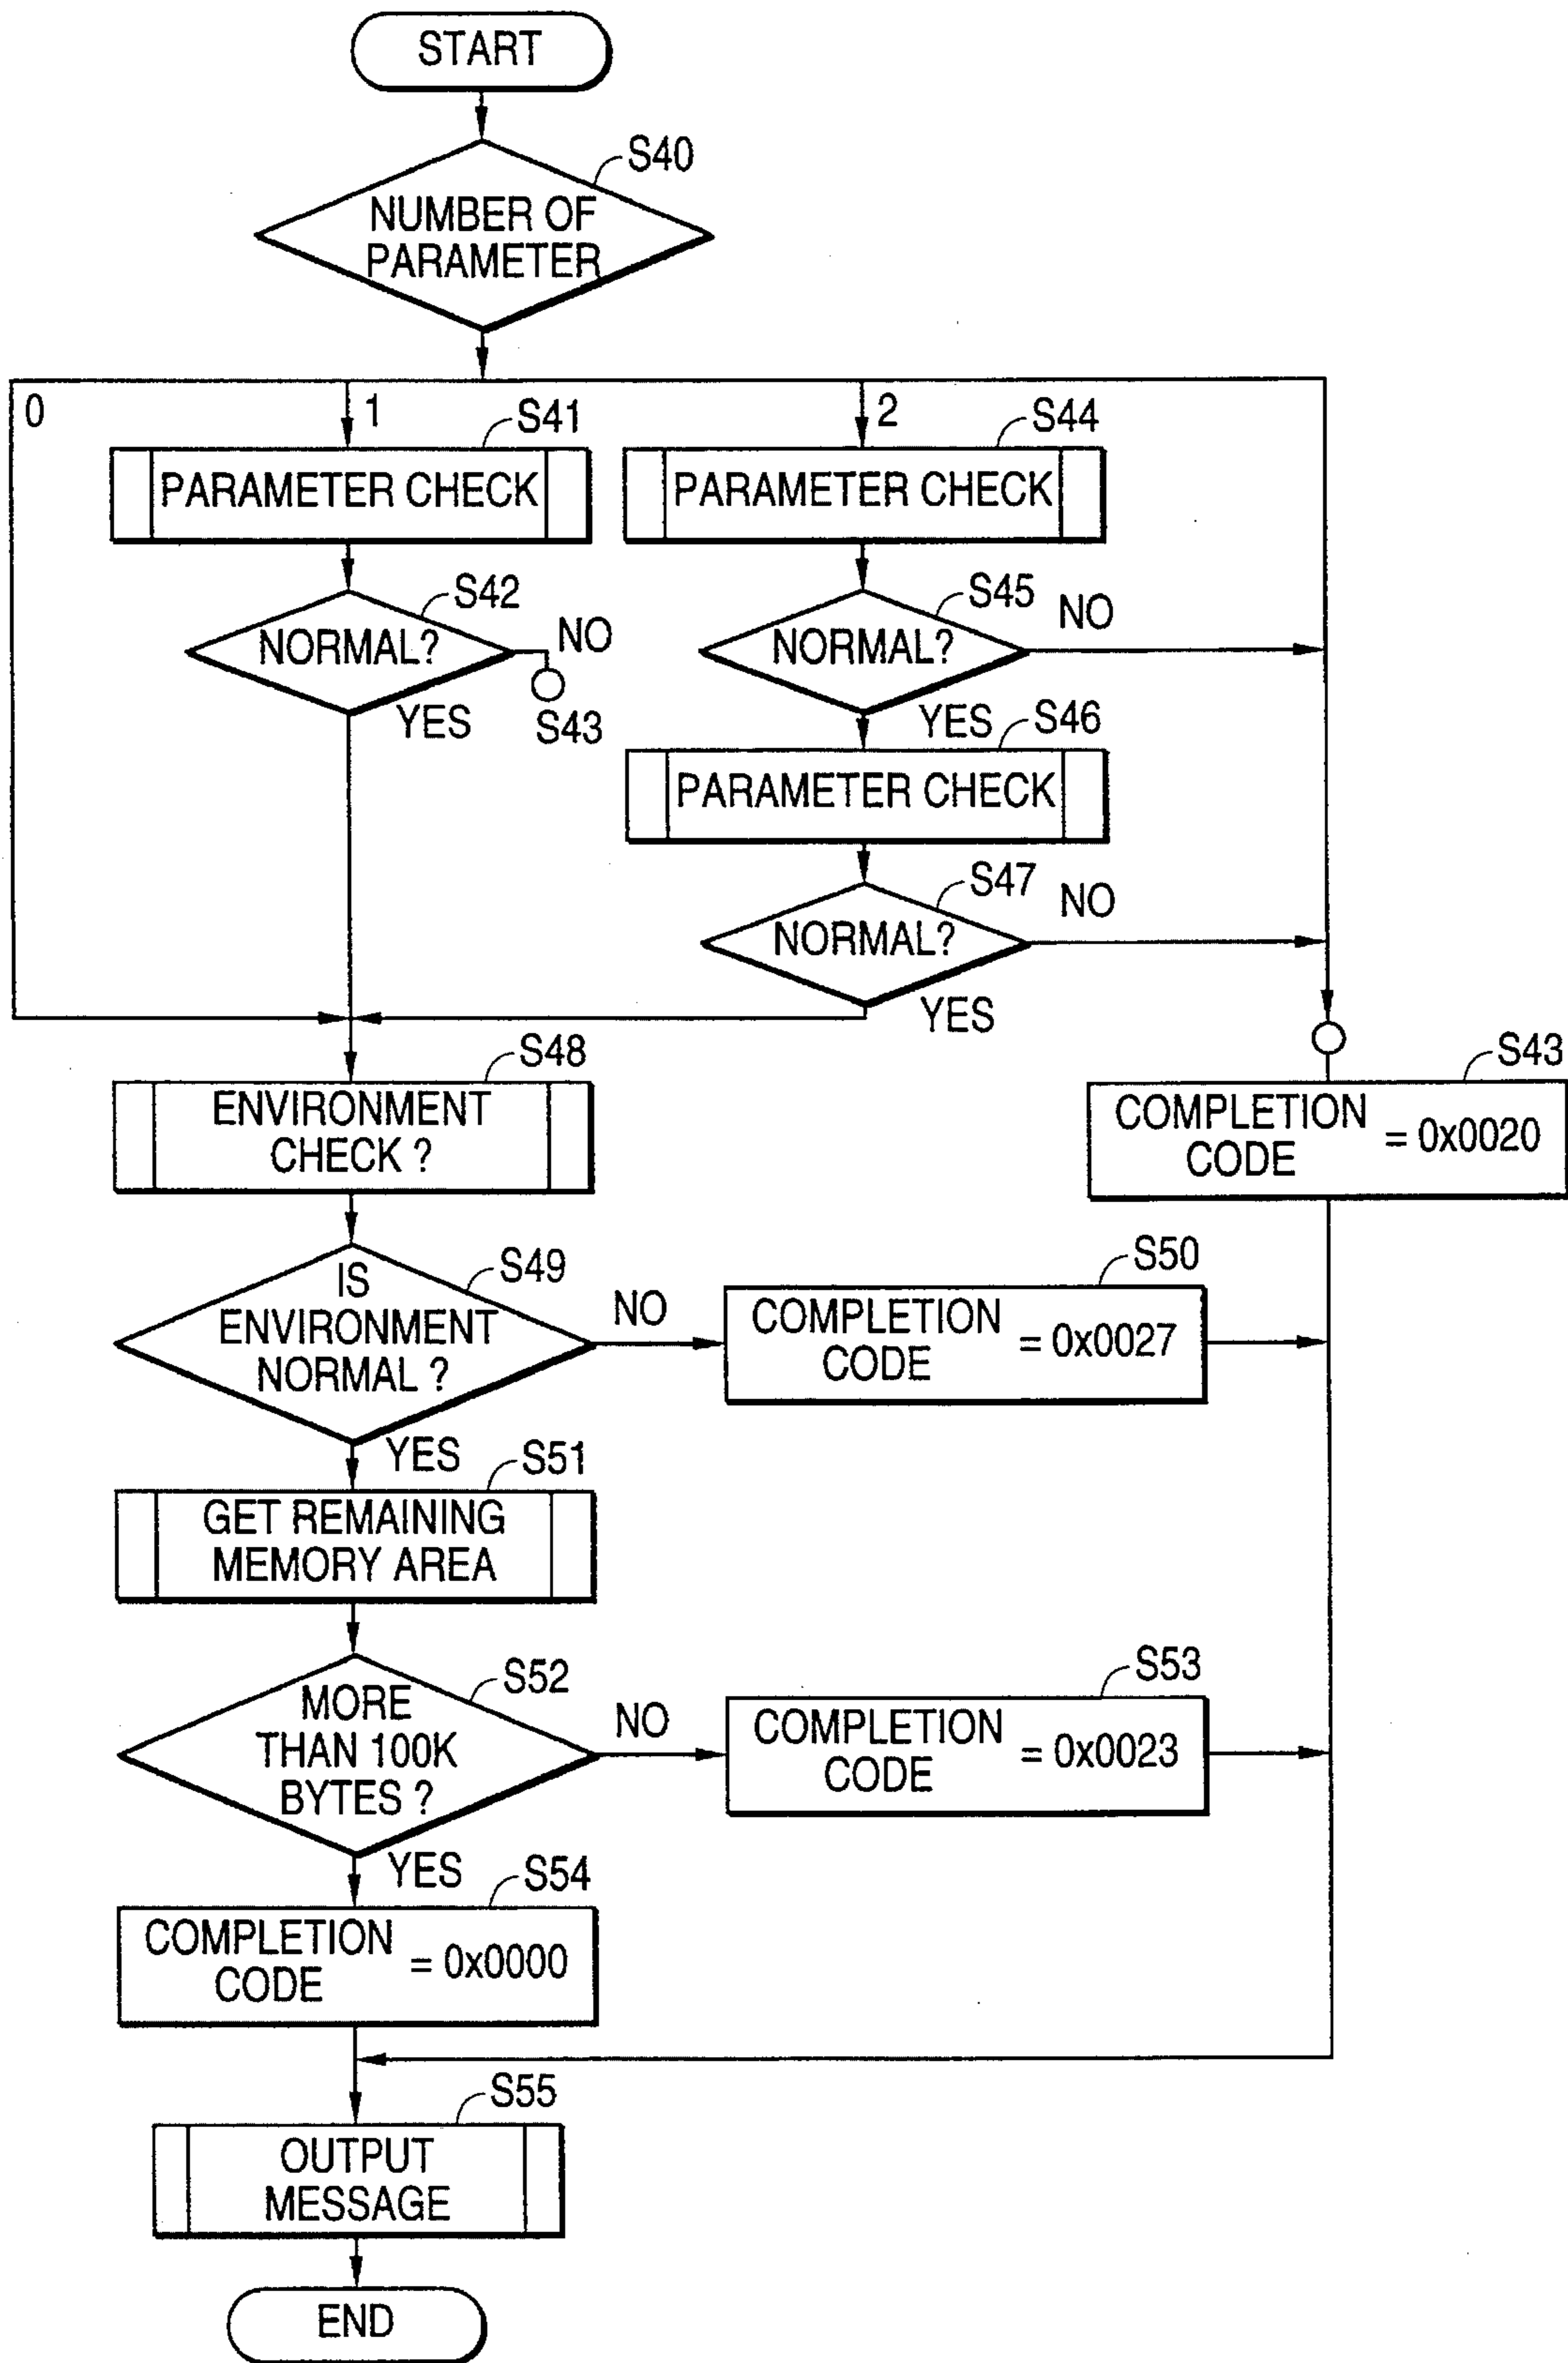 START
S40
NUMBER OF
PARAMETER
0
1
S41
2
S44
PARAMETER CHECK
PARAMETER CHECK
S42
NORMAL?
NO
S43
YES
S45
NORMAL?
NO
YES
S46
PARAMETER CHECK
S47
NORMAL?
NO
YES
S48
ENVIRONMENT
CHECK ?
S43
COMPLETION
CODE
= 0x0020
S49
IS
ENVIRONMENT
NORMAL ?
NO
S50
COMPLETION
CODE
= 0x0027
YES
S51
GET REMAINING
MEMORY AREA
S52
MORE
THAN 100K
BYTES ?
NO
S53
COMPLETION
CODE
= 0x0023
YES
S54
COMPLETION
CODE
= 0x0000
S55
OUTPUT
MESSAGE
END